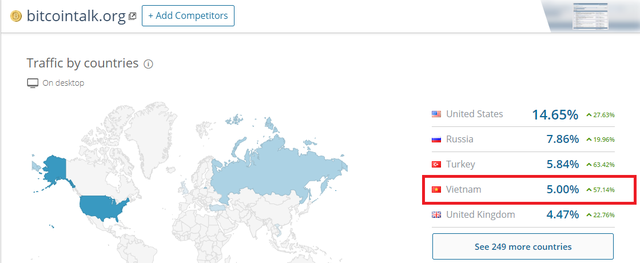 bitcointalk.org
+ Add Competitors
Traffic by countries
On desktop
United States 14.65% 27.63%
Russia 7.86% 19.96%
Turkey 5.84% 63.42%
Vietnam 5.00% 57.14%
United Kingdom 4.47% 22.76%
See 249 more countries